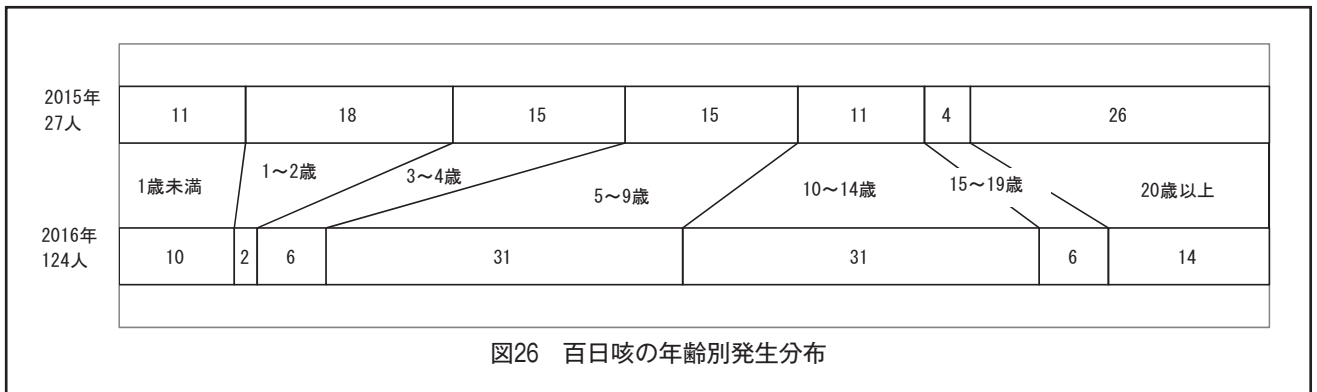 2015年
27人
11
18
15
15
11
4
26
1歳未満
1～2歳
3～4歳
5～9歳
10～14歳
15～19歳
20歳以上
2016年
124人
10
2
6
31
31
6
14
図26　百日咳の年齢別発生分布